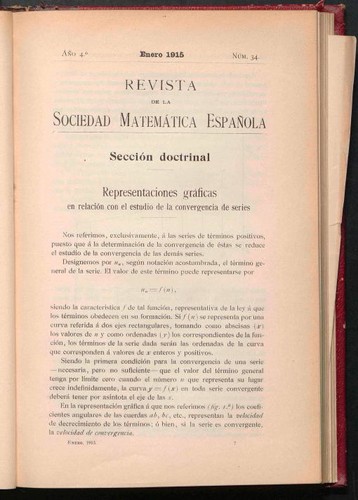 Año 4.º Enero 1915 Núm. 34.
REVISTA
DE LA
SOCIEDAD MATEMÁTICA ESPAÑOLA
Sección doctrinal
Representaciones gráficas
en relación con el estudio de la convergencia de series
Nos referimos, exclusivamente, á las series de términos positivos,
puesto que á la determinación de la convergencia de éstas se reduce
el estudio de la convergencia de las demás series.
Designemos por uₙ, según notación acostumbrada, el término ge-
neral de la serie. El valor de este término puede representarse por
uₙ = f (n),
siendo la característica f de tal función, representativa de la ley á que
los términos obedecen en su formación. Si f (n) se representa por una
curva referida á dos ejes rectangulares, tomando como abscisas (x)
los valores de n y como ordenadas (y) los correspondientes de la fun-
ción, los términos de la serie dada serán las ordenadas de la curva
que corresponden á valores de x enteros y positivos.
Siendo la primera condición para la convergencia de una serie
—necesario, pero no suficiente— que el valor del término general
tenga por límite cero cuando el número n que representa su lugar
crece indefinidamente, la curva y = f (x) en todo serie convergente
deberá tener por asíntota el eje de las x.
En la representación gráfica á que nos referimos (fig. 1.ª) los coefi-
cientes angulares de las cuerdas ab, bc, etc., representan la velocidad
de decrecimiento de los términos; ó bien, si la serie es convergente,
la velocidad de convergencia.
Enero, 1915 1